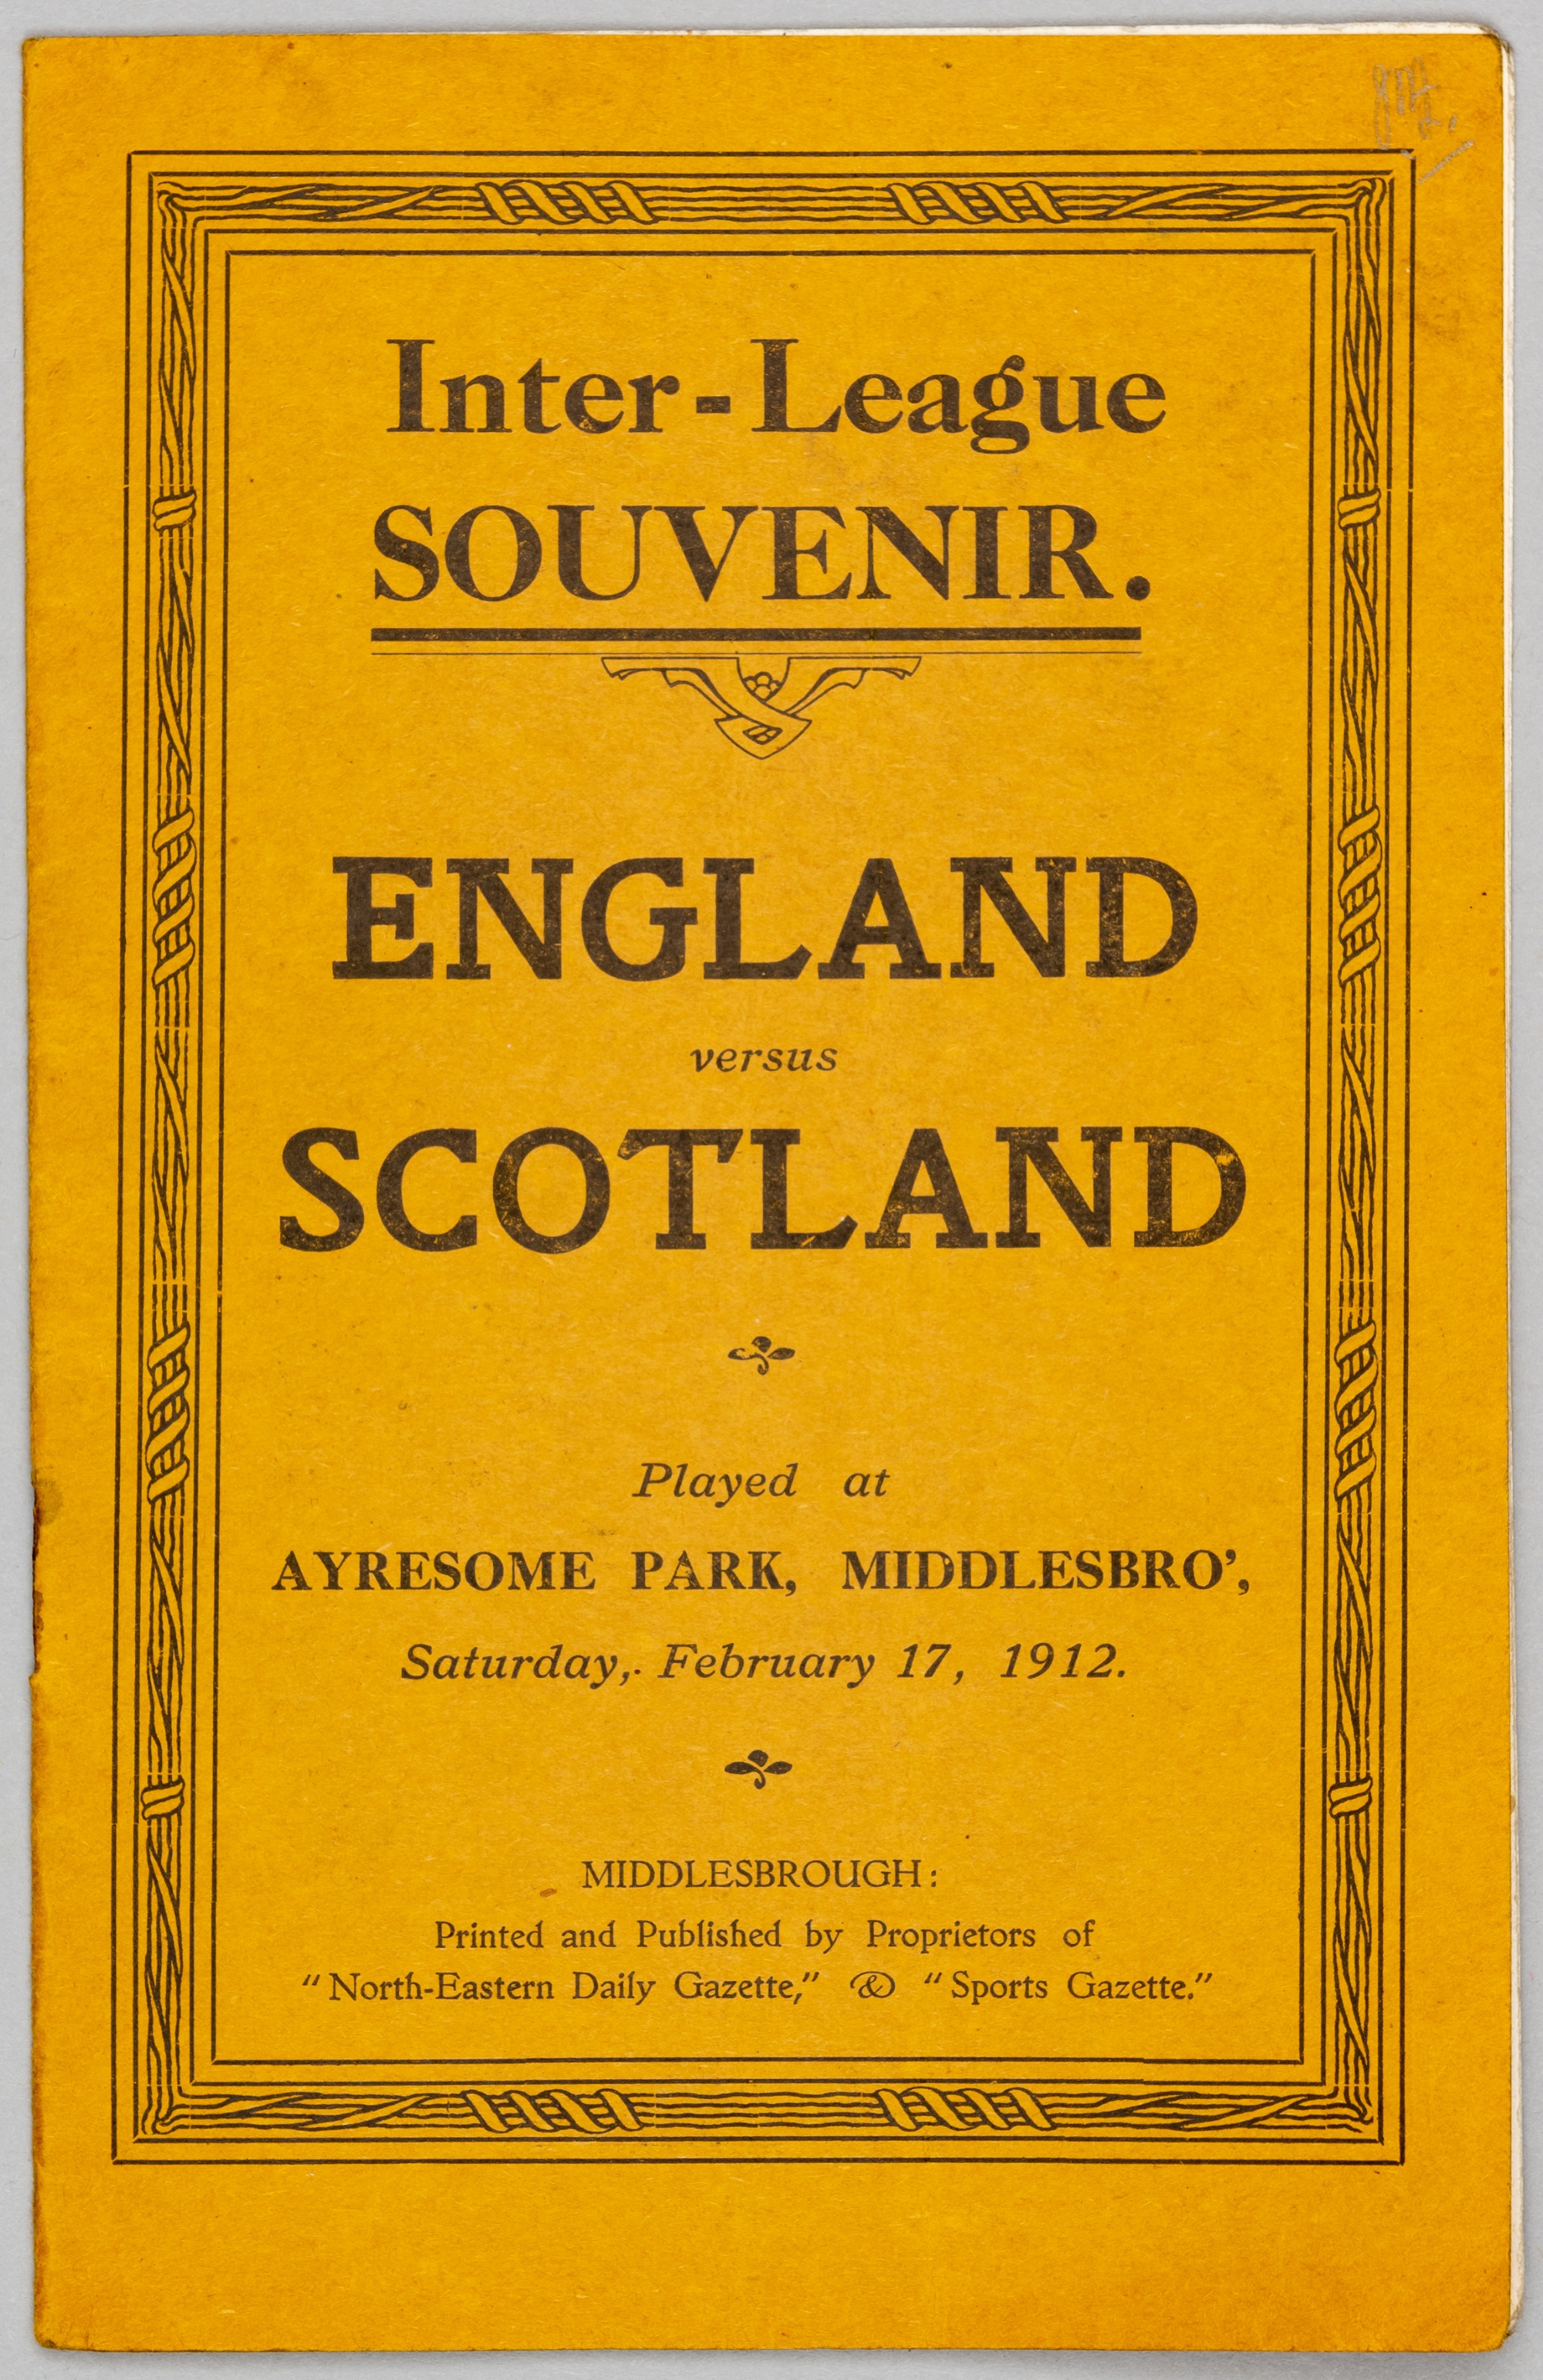 Inter-League
SOUVENIR.
ENGLAND
versus
SCOTLAND
Played at
AYRESOME PARK, MIDDLESBRO',
Saturday,. February 17, 1912.
MIDDLESBROUGH:
Printed and Published by Proprietors of
"North-Eastern Daily Gazette," & "Sports Gazette."